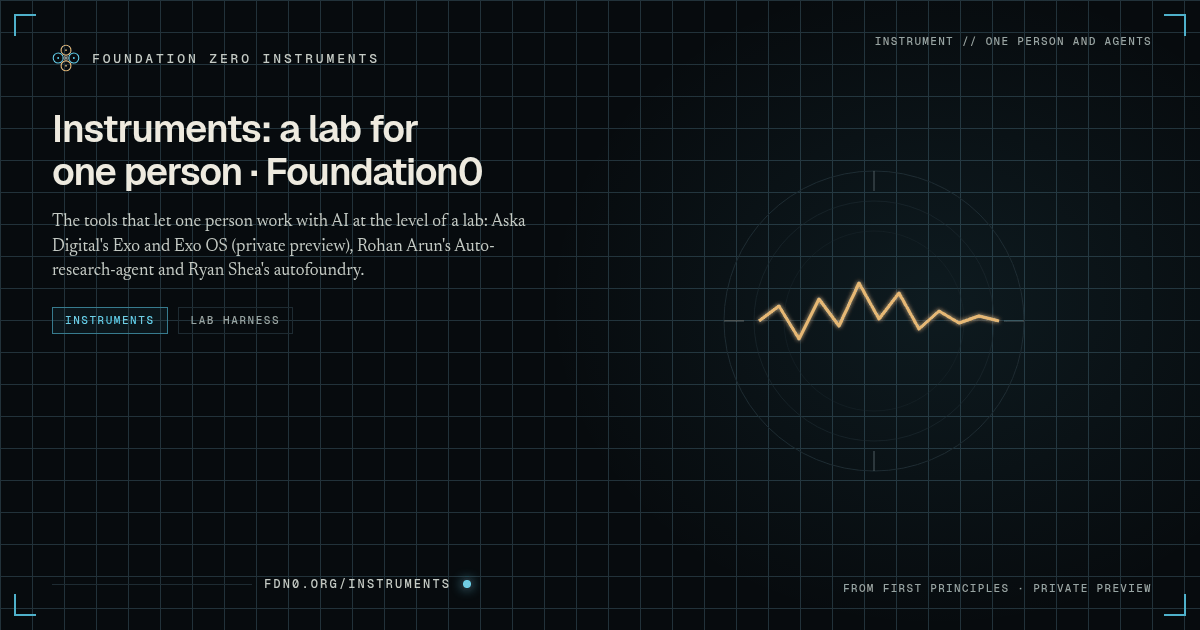 FOUNDATION ZERO INSTRUMENTS
INSTRUMENT // ONE PERSON AND AGENTS
Instruments: a lab for
one person · Foundation0
The tools that let one person work with AI at the level of a lab: Aska
Digital's Exo and Exo OS (private preview), Rohan Arun's Auto-
research-agent and Ryan Shea's autofoundry.
INSTRUMENTS
LAB HARNESS
FDN0.ORG/INSTRUMENTS
FROM FIRST PRINCIPLES · PRIVATE PREVIEW